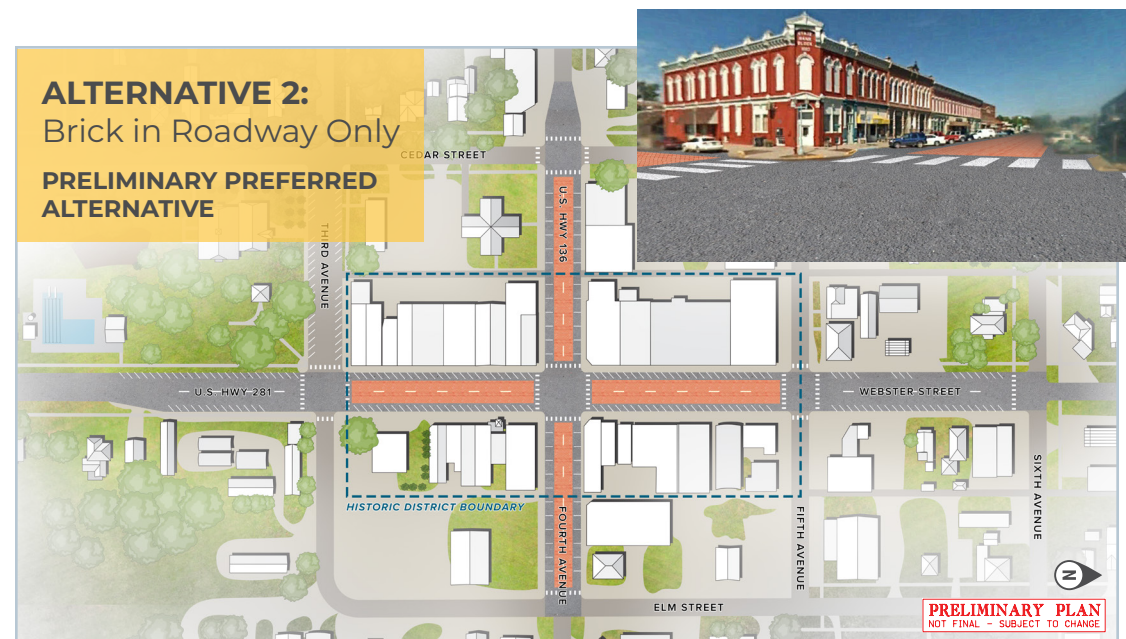 ALTERNATIVE 2:
Brick in Roadway Only
PRELIMINARY PREFERRED
ALTERNATIVE
CEDAR STREET
U.S. HWY 136
THIRD AVENUE
U.S. HWY 281
WEBSTER STREET
HISTORIC DISTRICT BOUNDARY
FOURTH AVENUE
FIFTH AVENUE
SIXTH AVENUE
ELM STREET
N
PRELIMINARY PLAN
NOT FINAL - SUBJECT TO CHANGE